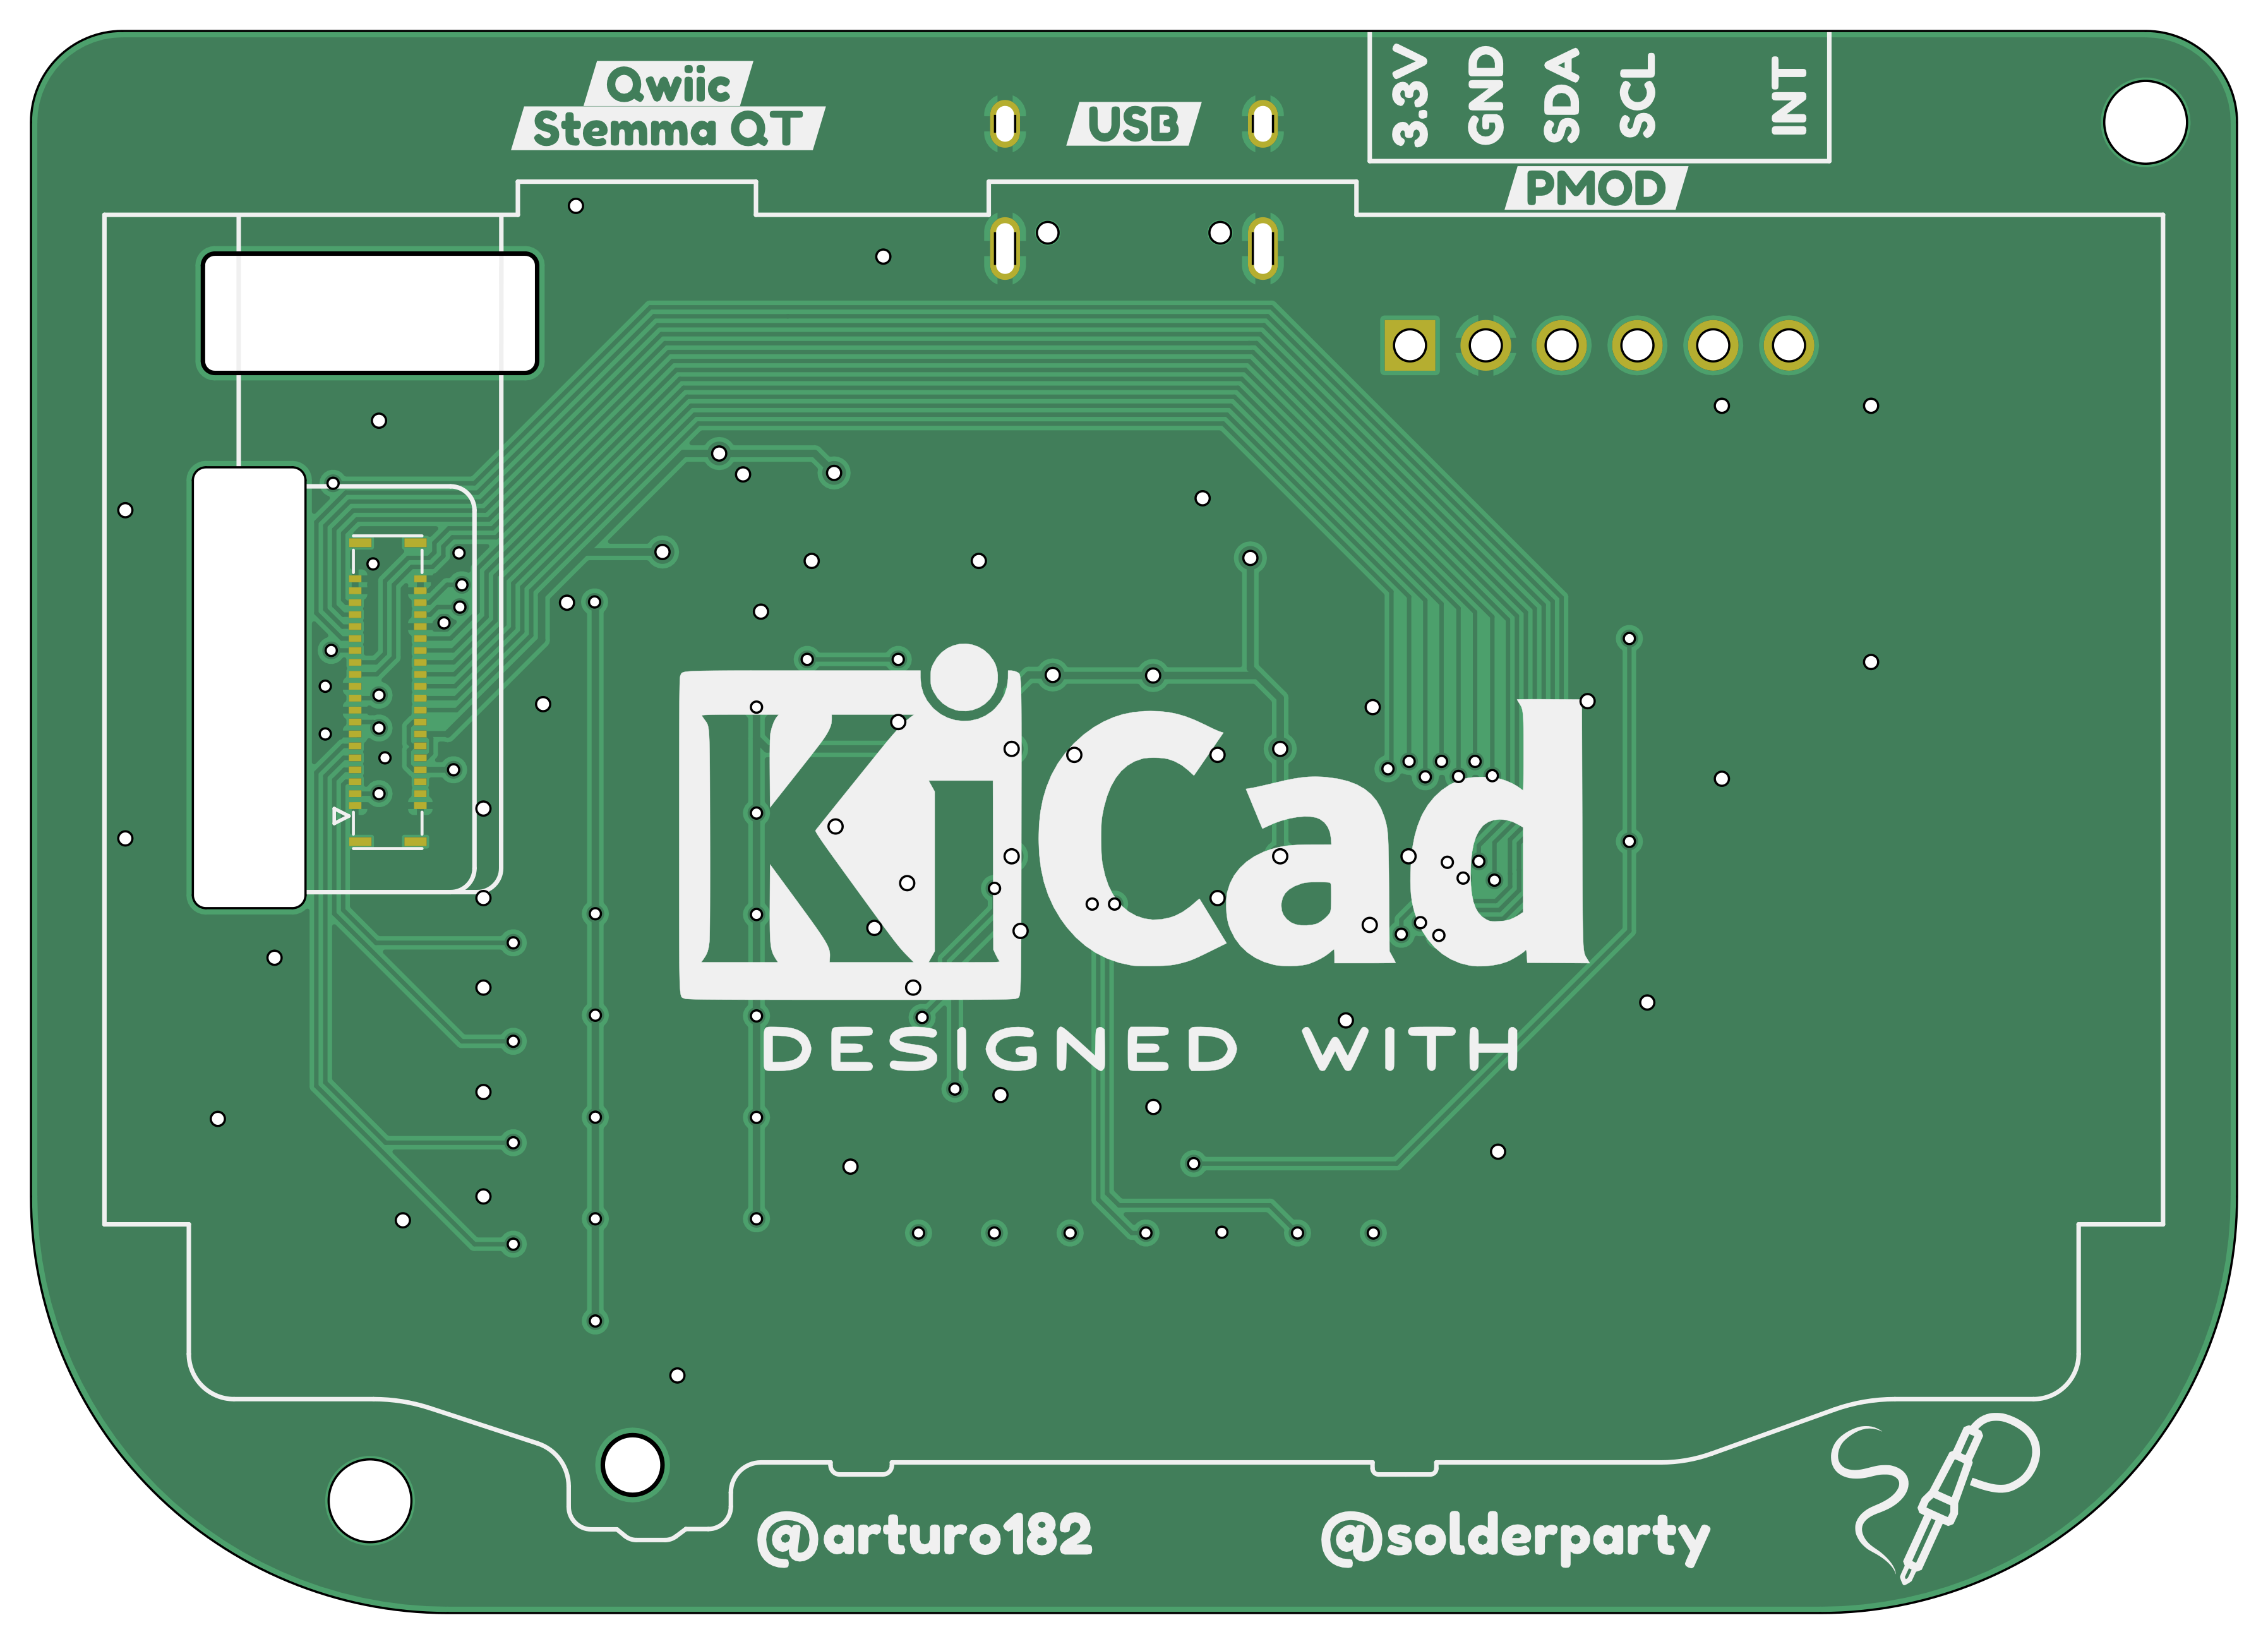 Qwiic
Stemma QT
USB
3.3V
GND
SDA
SCL
INT
PMOD
KiCad
DESIGNED WITH
@arturo182
@solderparty